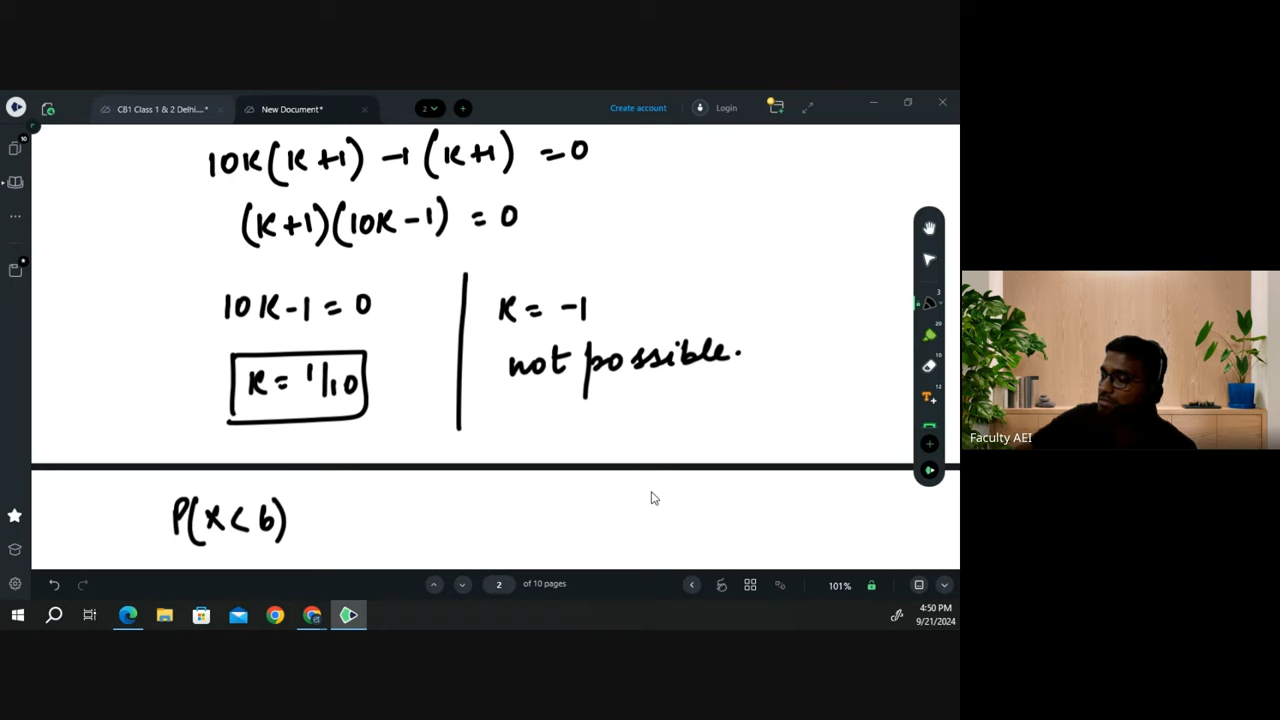 CB1 Class 1 & 2 Delhi....*
New Document*
2
Create account
Login
10K(K+1) -1(K+1) = 0
(K+1)(10K-1) = 0
10K-1 = 0
K = -1
not possible.
K = 1/10
P(X<6)
Faculty AEI
2
of 10 pages
101%
4:50 PM
9/21/2024